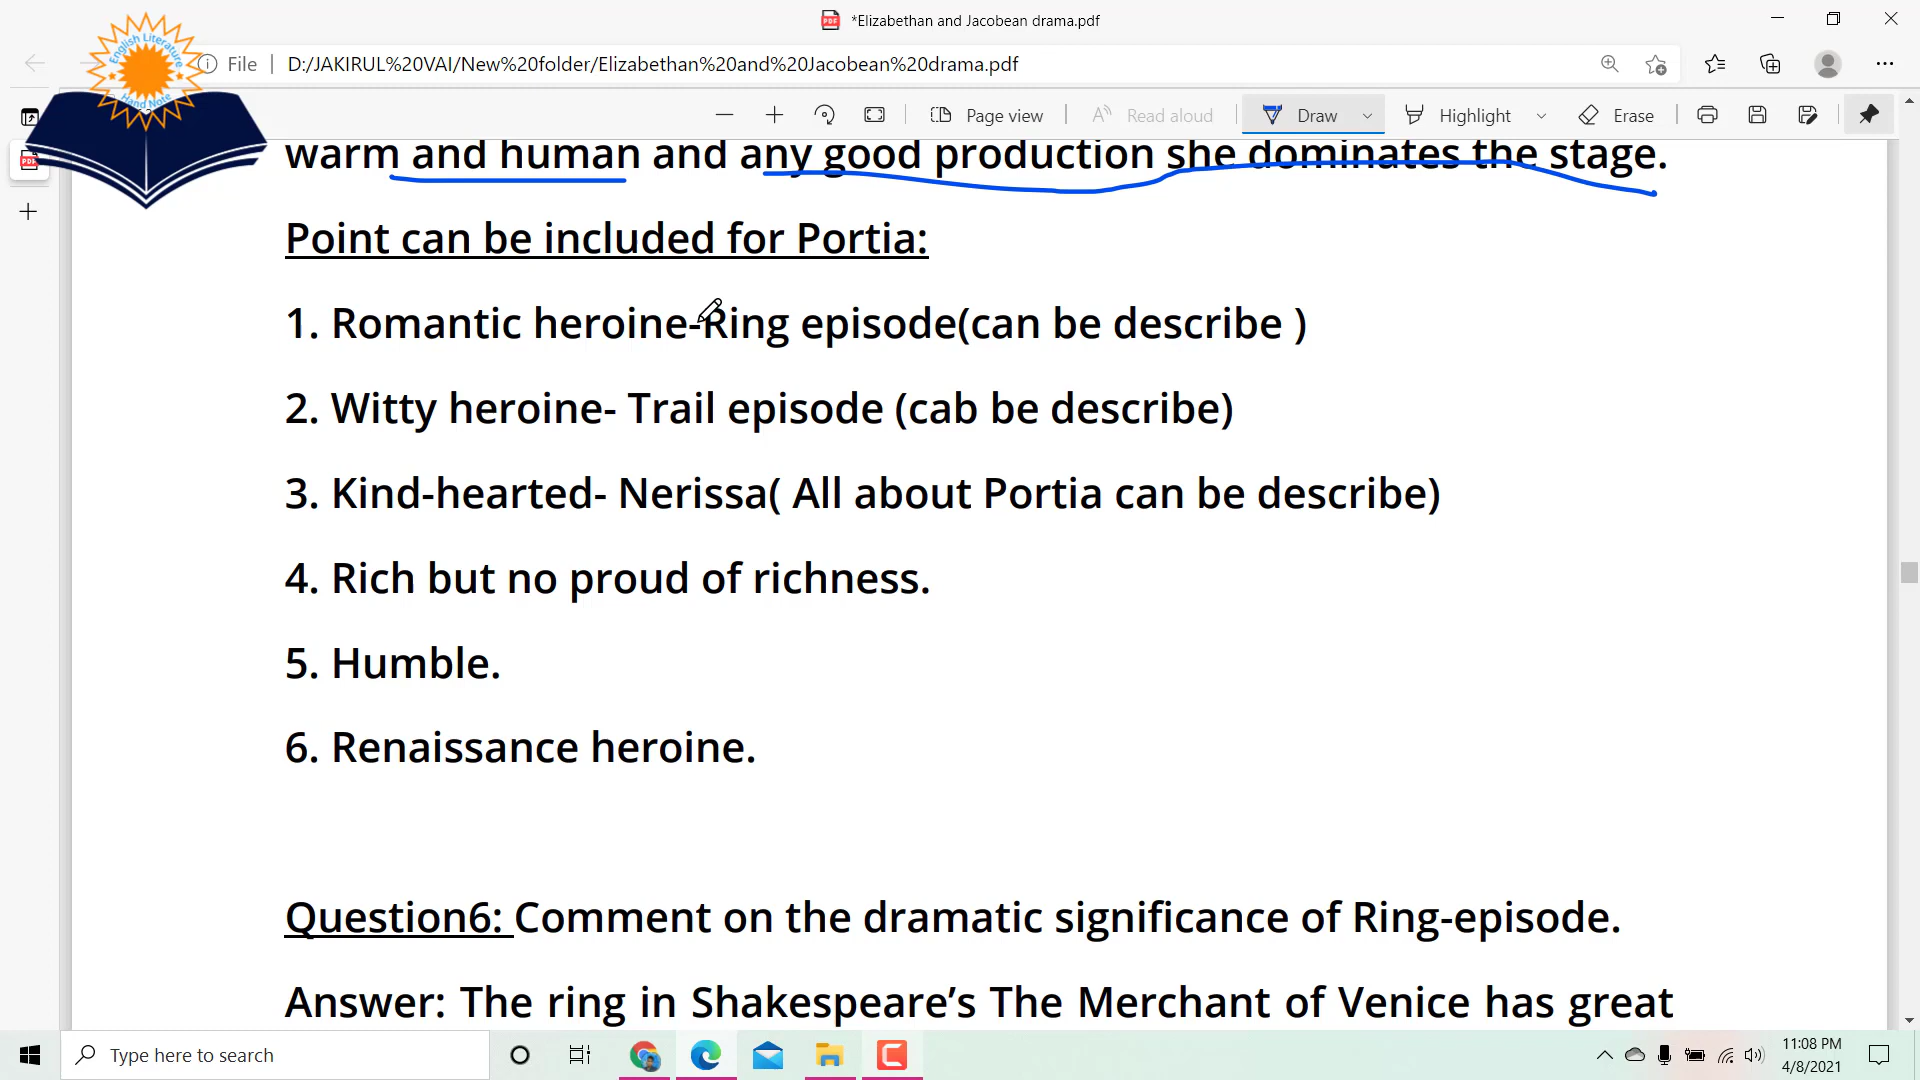 *Elizabethan and Jacobean drama.pdf
File D:/JAKIRUL%20VAI/New%20folder/Elizabethan%20and%20Jacobean%20drama.pdf
English Literature
Hand Note
Page view Read aloud Draw Highlight Erase
warm and human and any good production she dominates the stage.
Point can be included for Portia:
1. Romantic heroine-Ring episode(can be describe )
2. Witty heroine- Trail episode (cab be describe)
3. Kind-hearted- Nerissa( All about Portia can be describe)
4. Rich but no proud of richness.
5. Humble.
6. Renaissance heroine.
Question6: Comment on the dramatic significance of Ring-episode.
Answer: The ring in Shakespeare’s The Merchant of Venice has great
Type here to search
11:08 PM
4/8/2021